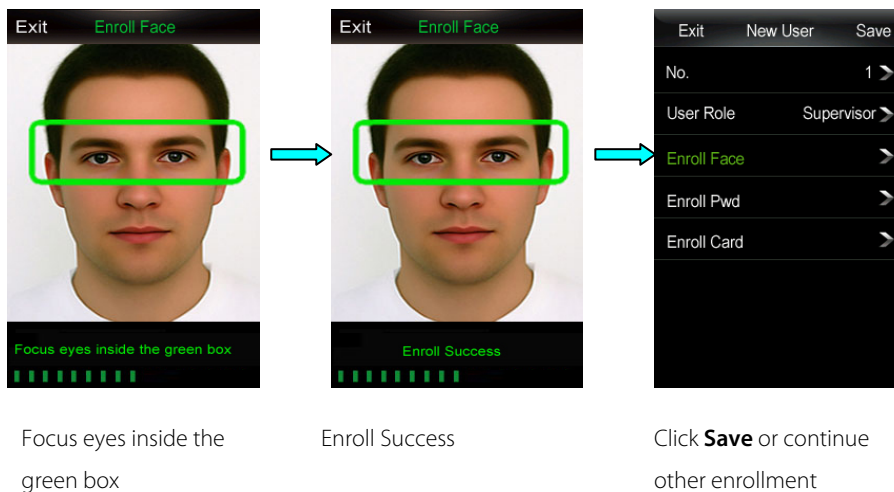 Exit Enroll Face
Focus eyes inside the green box
Exit Enroll Face
Enroll Success
Exit New User Save
No. 1
User Role Supervisor
Enroll Face
Enroll Pwd
Enroll Card
Focus eyes inside the
green box
Enroll Success
Click Save or continue
other enrollment